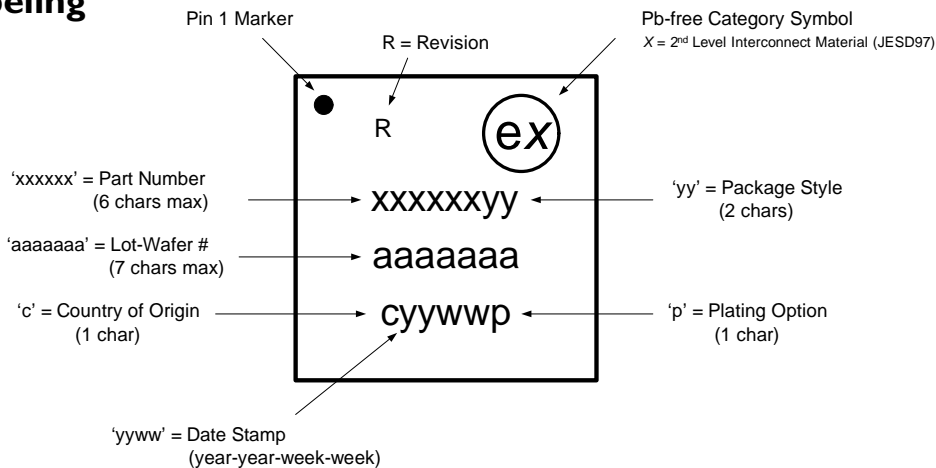 eling
Pin 1 Marker
R = Revision
Pb-free Category Symbol
X = 2nd Level Interconnect Material (JESD97)
R
ex
'xxxxxx' = Part Number
(6 chars max)
xxxxxxyy
'yy' = Package Style
(2 chars)
'aaaaaaa' = Lot-Wafer #
(7 chars max)
aaaaaaa
'c' = Country of Origin
(1 char)
cyywwp
'p' = Plating Option
(1 char)
'yyww' = Date Stamp
(year-year-week-week)